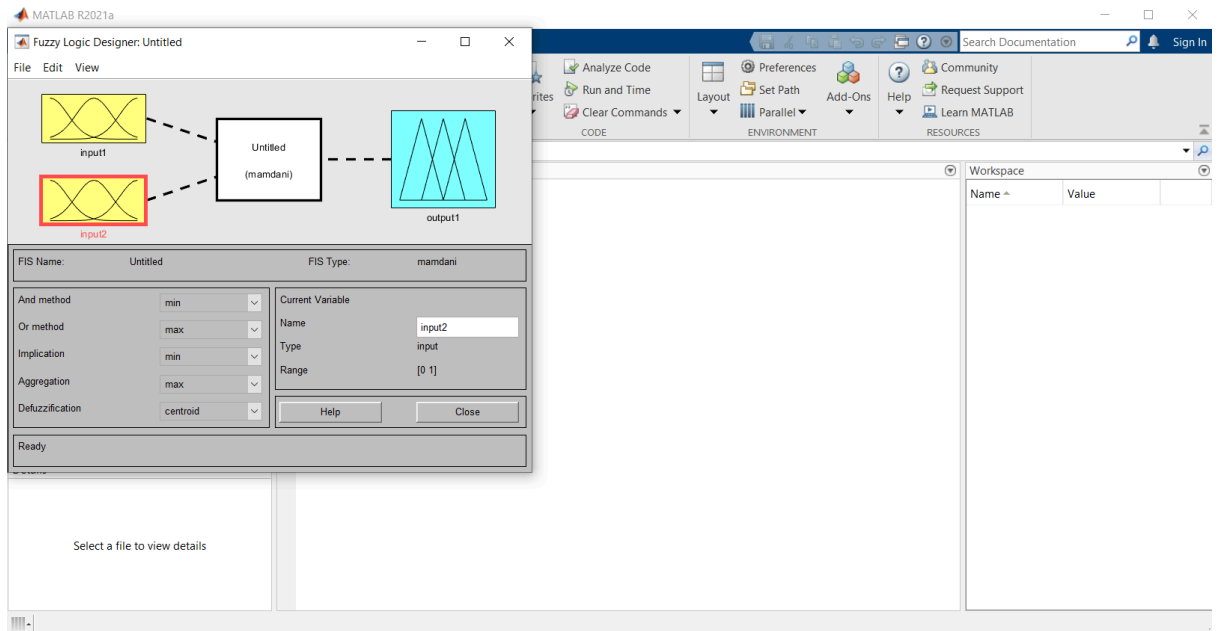 MATLAB R2021a
Fuzzy Logic Designer: Untitled
File Edit View
input1
input2
Untitled
(mamdani)
output1
FIS Name: Untitled FIS Type: mamdani
And method min
Or method max
Implication min
Aggregation max
Defuzzification centroid
Current Variable
Name input2
Type input
Range [0 1]
Help Close
Ready
Search Documentation
Sign In
rites
Analyze Code
Run and Time
Clear Commands
CODE
Layout
Preferences
Set Path
Parallel
ENVIRONMENT
Add-Ons
Help
Community
Request Support
Learn MATLAB
RESOURCES
Workspace
Name Value
Select a file to view details